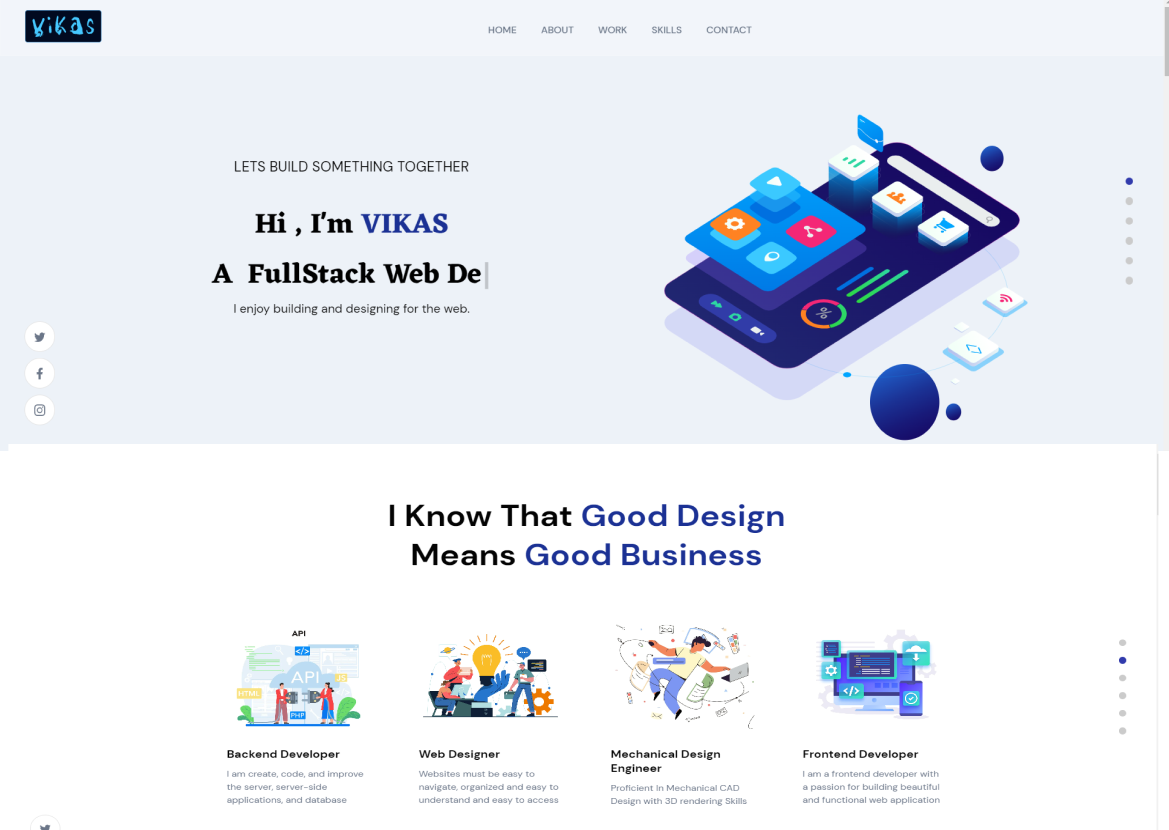 Vikas
HOME ABOUT WORK SKILLS CONTACT
LETS BUILD SOMETHING TOGETHER
Hi , I'm VIKAS
A FullStack Web De
I enjoy building and designing for the web.
I Know That Good Design
Means Good Business
API
</>
API
HTML
JS
PHP
</>
Backend Developer
I am create, code, and improve
the server, server-side
applications, and database
Web Designer
Websites must be easy to
navigate, organized and easy to
understand and easy to access
Mechanical Design
Engineer
Proficient In Mechanical CAD
Design with 3D rendering Skills
Frontend Developer
I am a frontend developer with
a passion for building beautiful
and functional web application